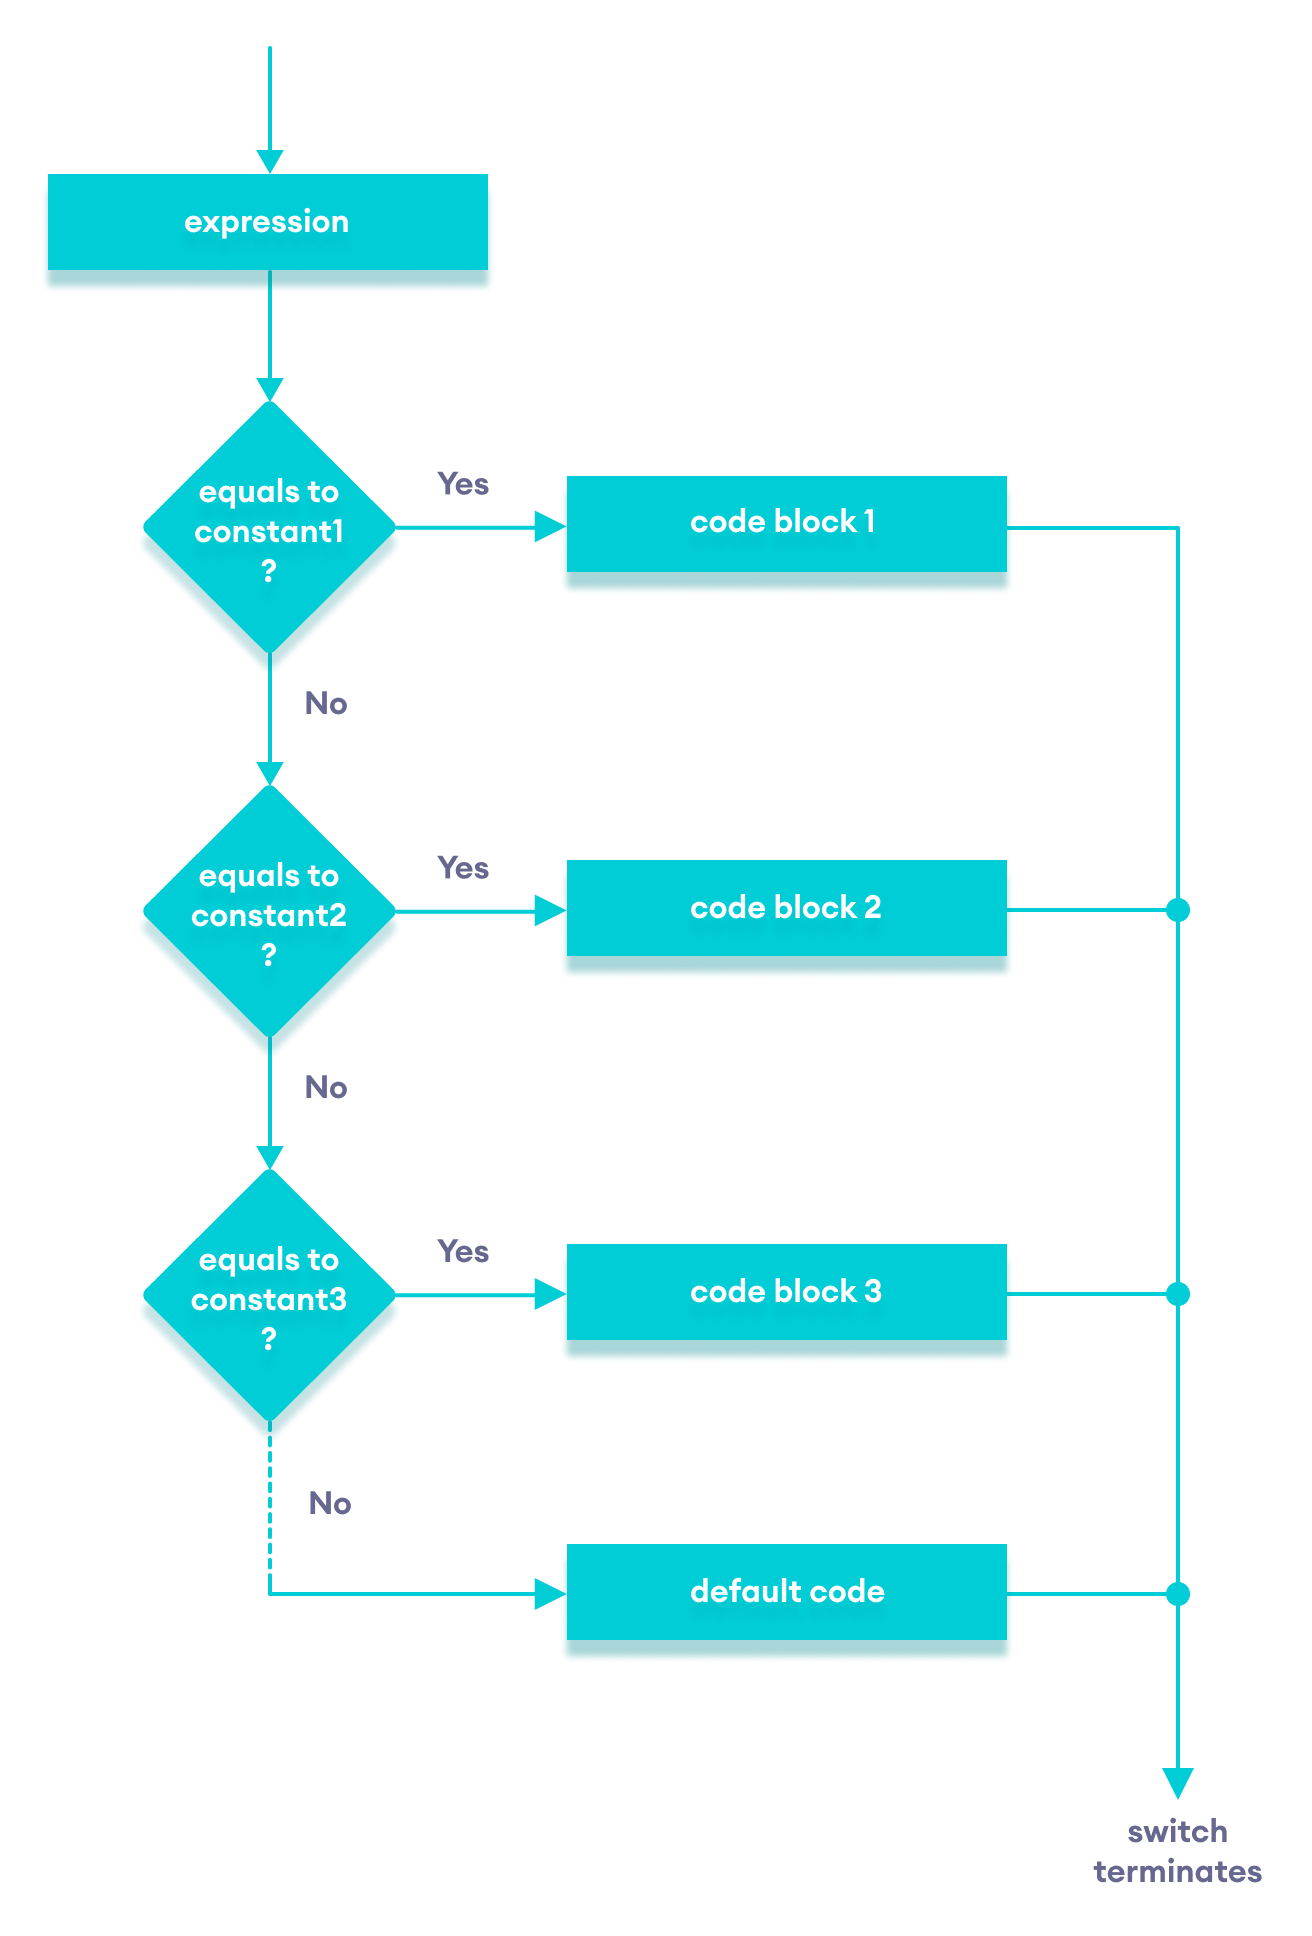 expression
equals to
constant1
?
Yes
code block 1
No
equals to
constant2
?
Yes
code block 2
No
equals to
constant3
?
Yes
code block 3
No
default code
switch
terminates